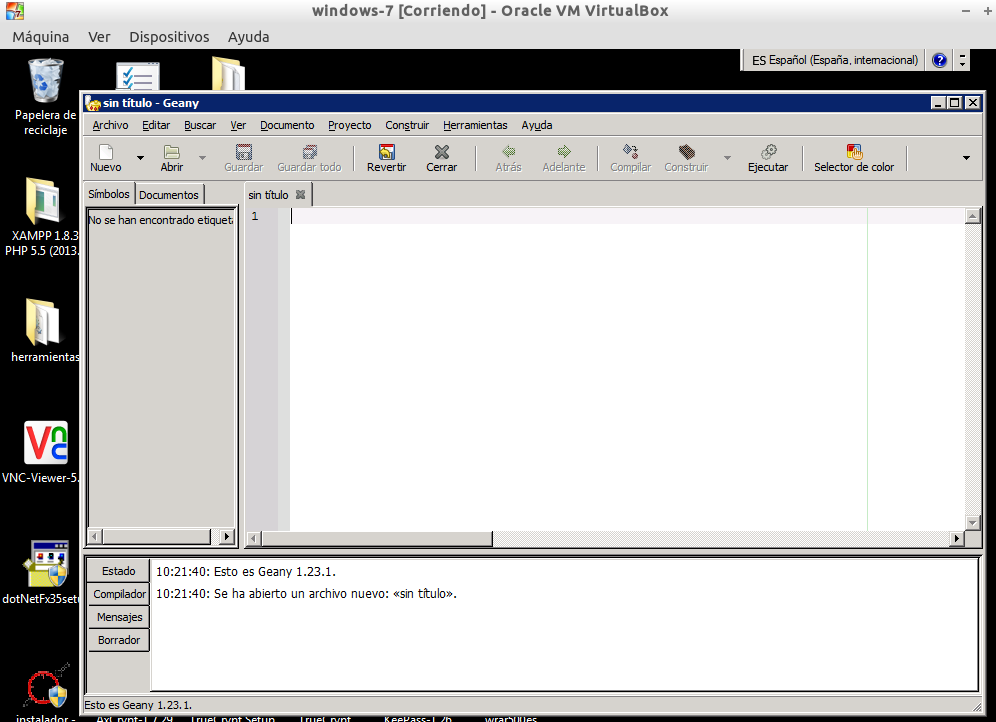 windows-7 [Corriendo] - Oracle VM VirtualBox
Máquina Ver Dispositivos Ayuda
ES Español (España, internacional)
Papelera de
reciclaje
sin título - Geany
Archivo Editar Buscar Ver Documento Proyecto Construir Herramientas Ayuda
Nuevo Abrir Guardar Guardar todo Revertir Cerrar Atrás Adelante Compilar Construir Ejecutar Selector de color
Símbolos Documentos
sin título
No se han encontrado etiqueta
1
XAMPP 1.8.3
PHP 5.5 (2013.
herramientas
VNC-Viewer-5.
dotNetFx35setu
Estado
10:21:40: Esto es Geany 1.23.1.
Compilador
10:21:40: Se ha abierto un archivo nuevo: «sin título».
Mensajes
Borrador
Esto es Geany 1.23.1.
instalador - AxCrypt-1.7.29 TrueCrypt Setup TrueCrypt KeePass-1.26 wrar500es